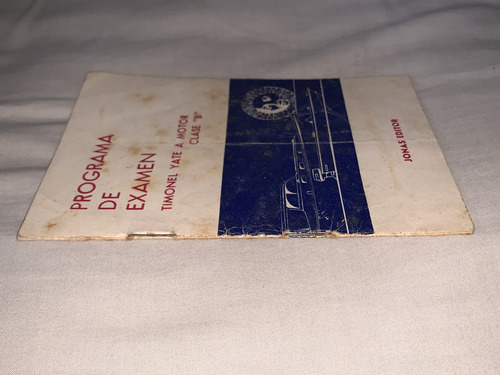 PROGRAMA
DE
EXAMEN
TIMONEL YATE A MOTOR
CLASE "B"
JONAS EDITOR